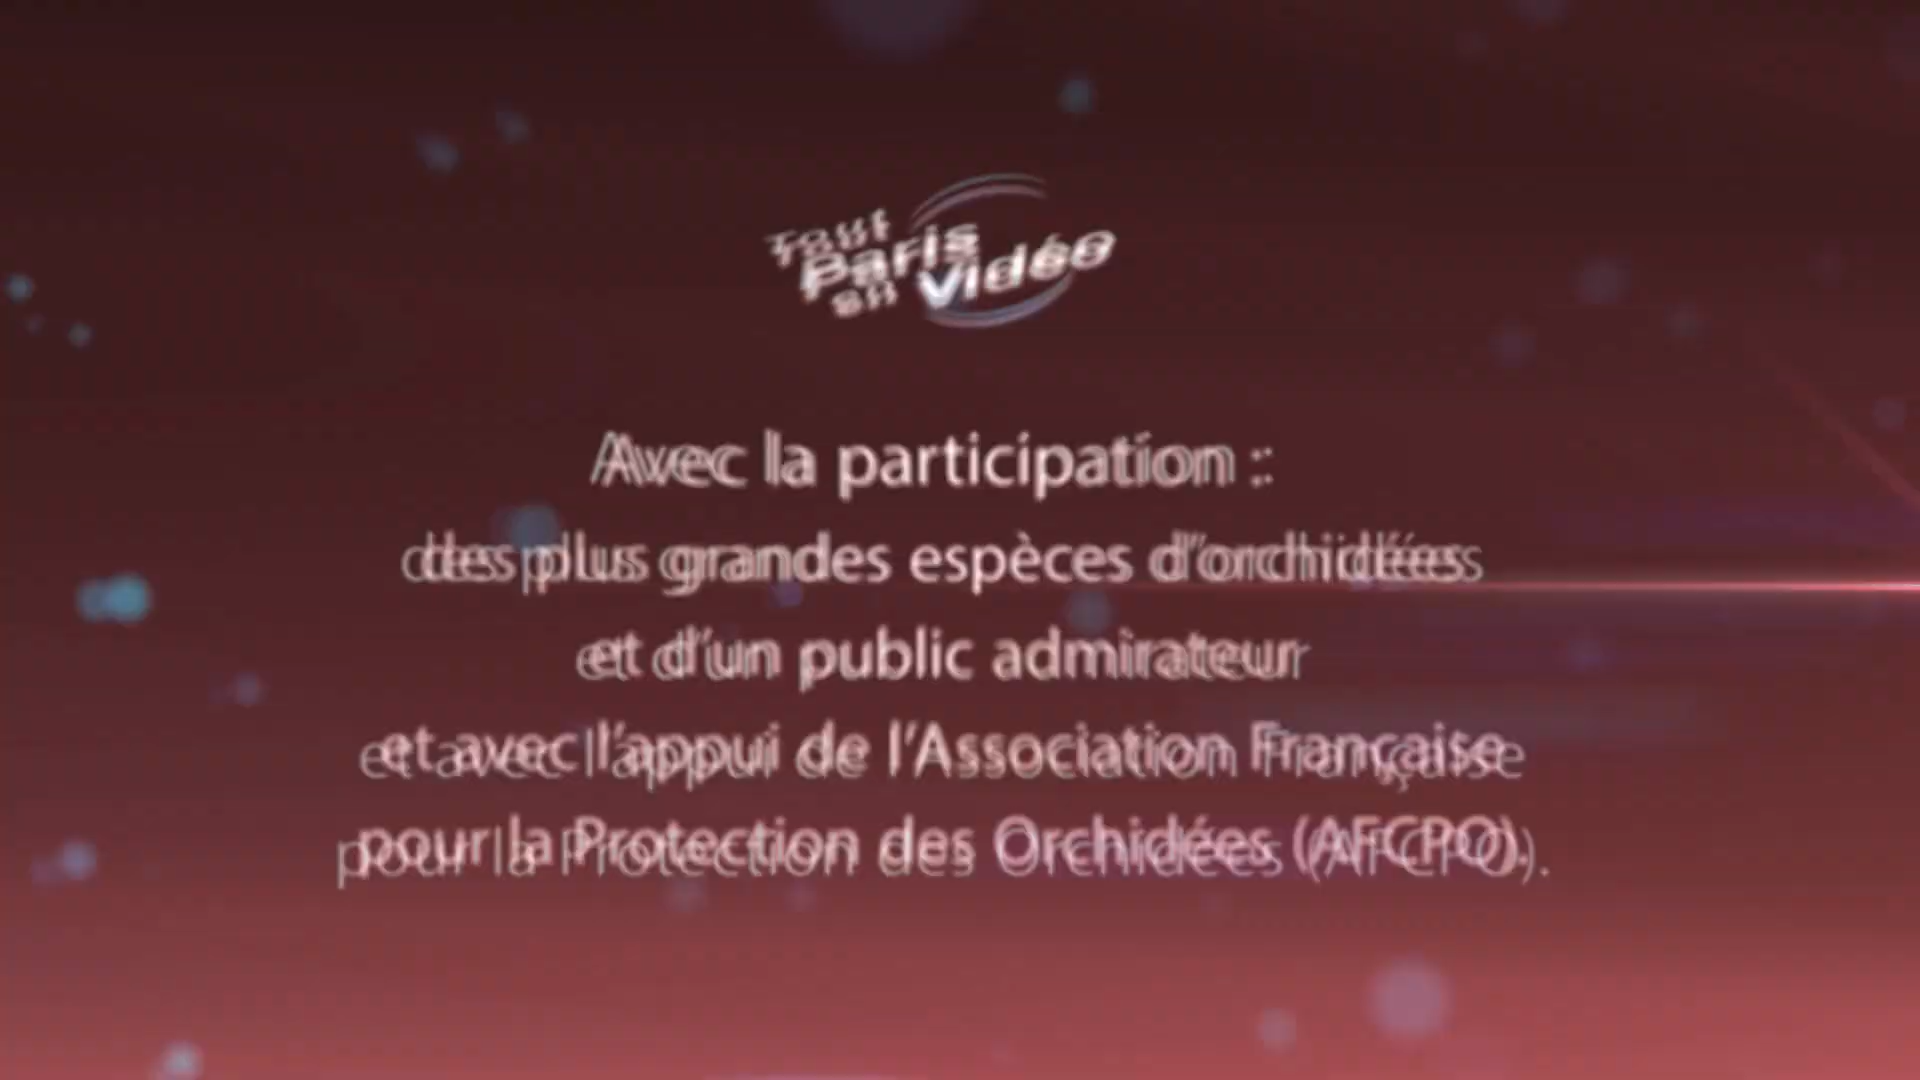 Tout
Paris
en Vidéo
Avec la participation :
des plus grandes espèces d'orchidées
et d'un public admirateur
et avec l'appui de l'Association Française
pour la Protection des Orchidées (AFCPO).